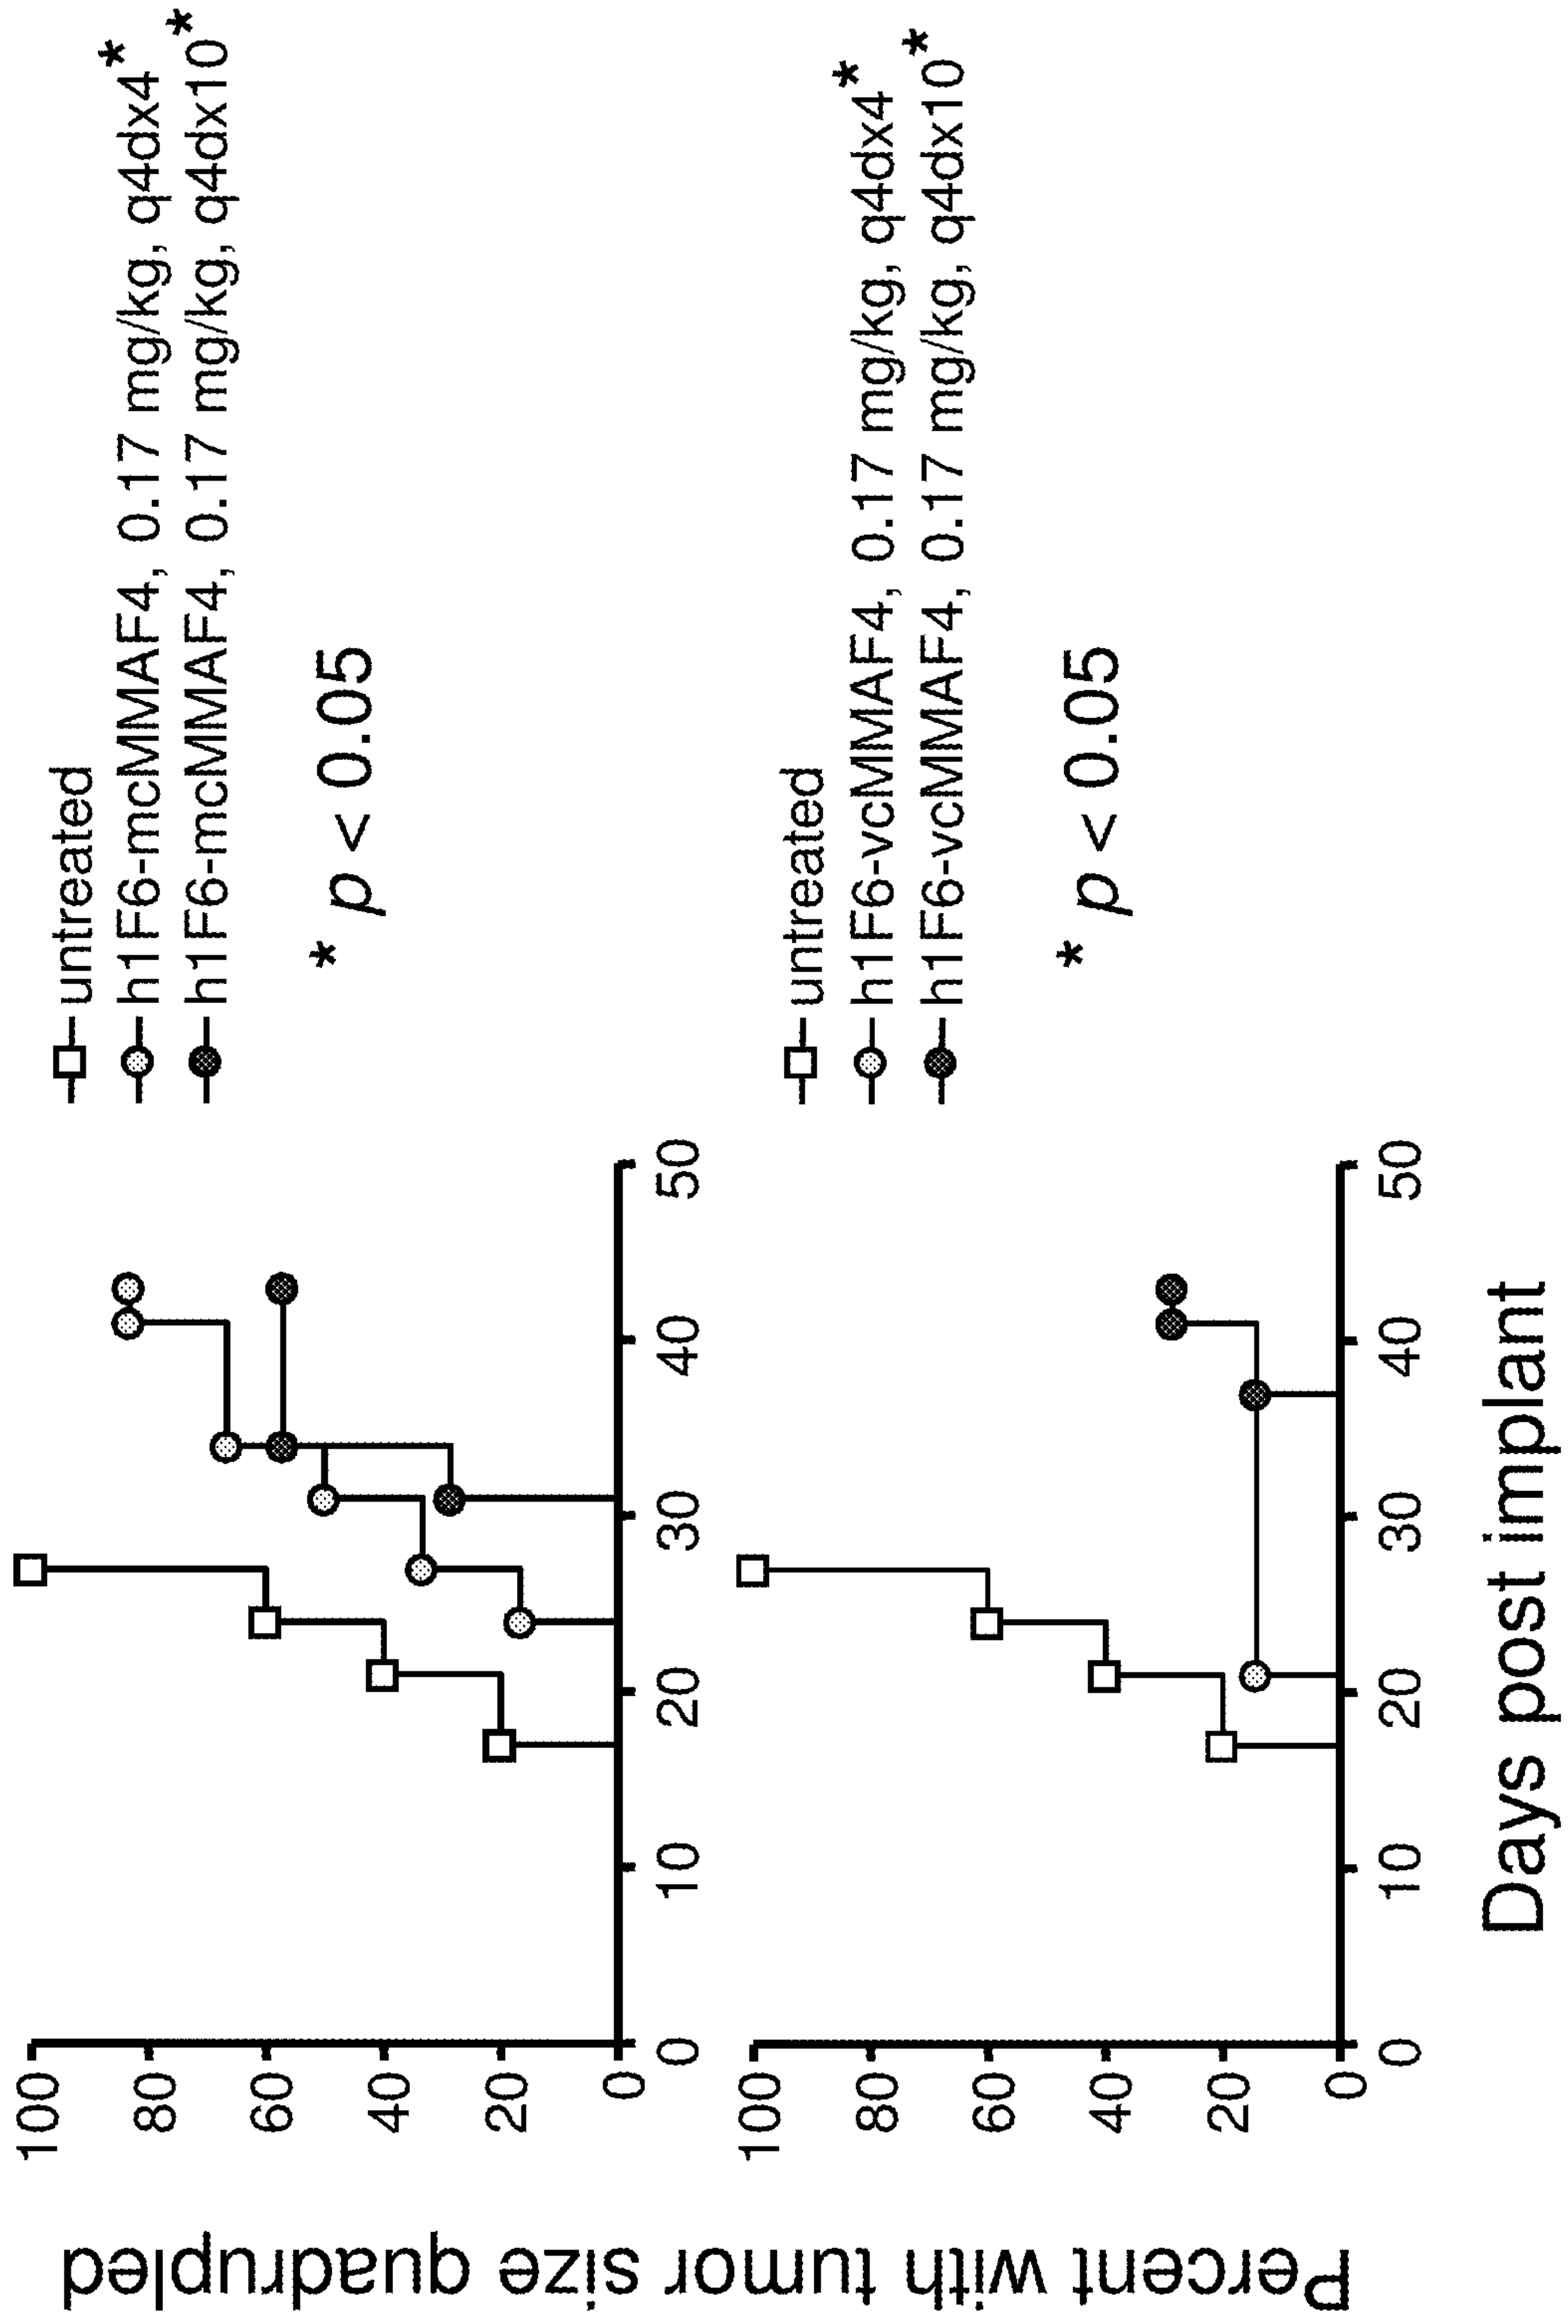 Percent with tumor size quadrupled
100
80
60
40
20
0
0
10
20
30
40
50
untreated
h1F6-mcMMAF4, 0.17 mg/kg, q4dx4*
h1F6-mcMMAF4, 0.17 mg/kg, q4dx10*
* p < 0.05
100
80
60
40
20
0
0
10
20
30
40
50
untreated
h1F6-vcMMAF4, 0.17 mg/kg, q4dx4*
h1F6-vcMMAF4, 0.17 mg/kg, q4dx10*
* p < 0.05
Days post implant